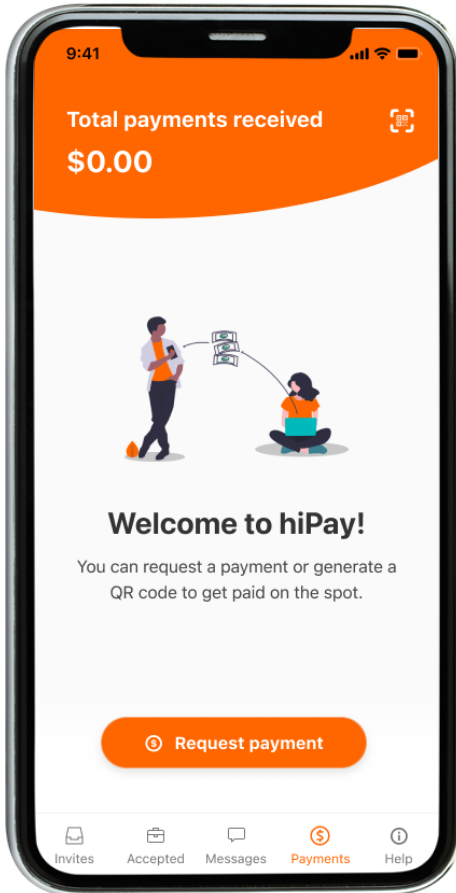 9:41
Total payments received
$0.00
Welcome to hiPay!
You can request a payment or generate a
QR code to get paid on the spot.
Request payment
Invites Accepted Messages Payments Help